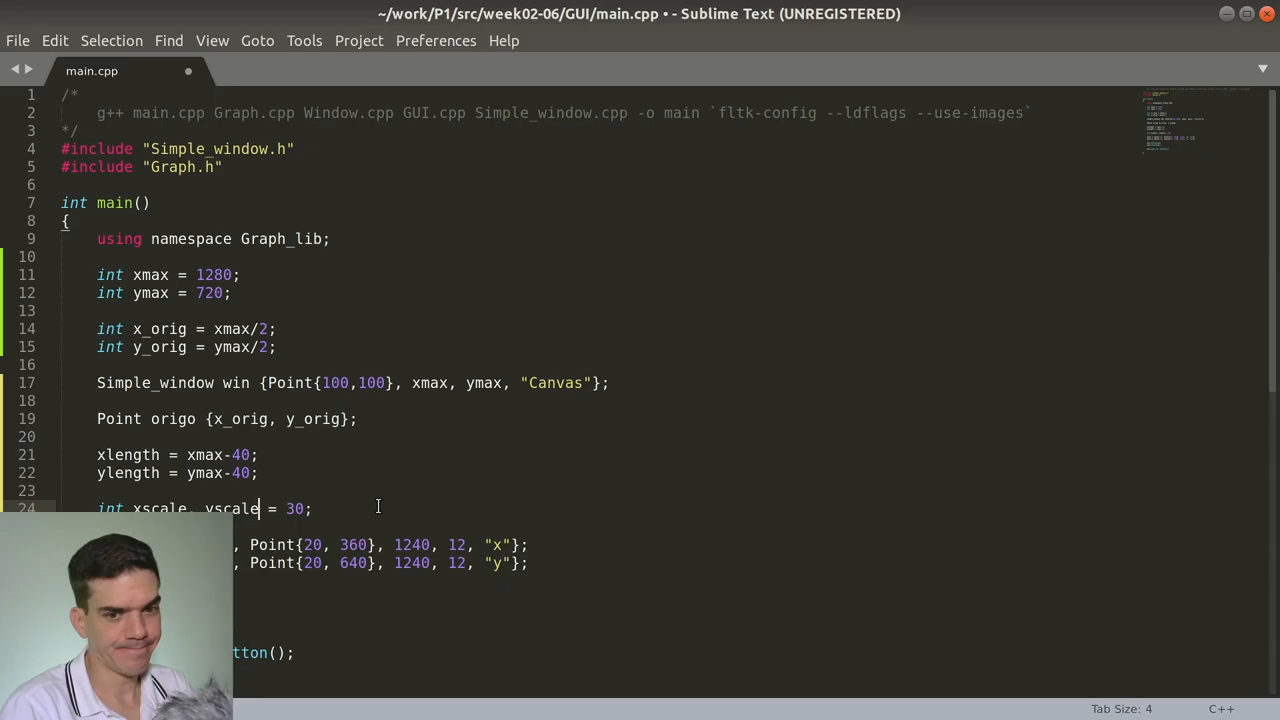 ~/work/P1/src/week02-06/GUI/main.cpp • - Sublime Text (UNREGISTERED)
File Edit Selection Find View Goto Tools Project Preferences Help
main.cpp
1 /*
2 g++ main.cpp Graph.cpp Window.cpp GUI.cpp Simple_window.cpp -o main `fltk-config --ldflags --use-images`
3 */
4 #include "Simple_window.h"
5 #include "Graph.h"
6
7 int main()
8 {
9 using namespace Graph_lib;
10
11 int xmax = 1280;
12 int ymax = 720;
13
14 int x_orig = xmax/2;
15 int y_orig = ymax/2;
16
17 Simple_window win {Point{100,100}, xmax, ymax, "Canvas"};
18
19 Point origo {x_orig, y_orig};
20
21 xlength = xmax-40;
22 ylength = ymax-40;
23
24 int xscale, yscale = 30;
, Point{20, 360}, 1240, 12, "x"};
, Point{20, 640}, 1240, 12, "y"};
tton();
Tab Size: 4 C++